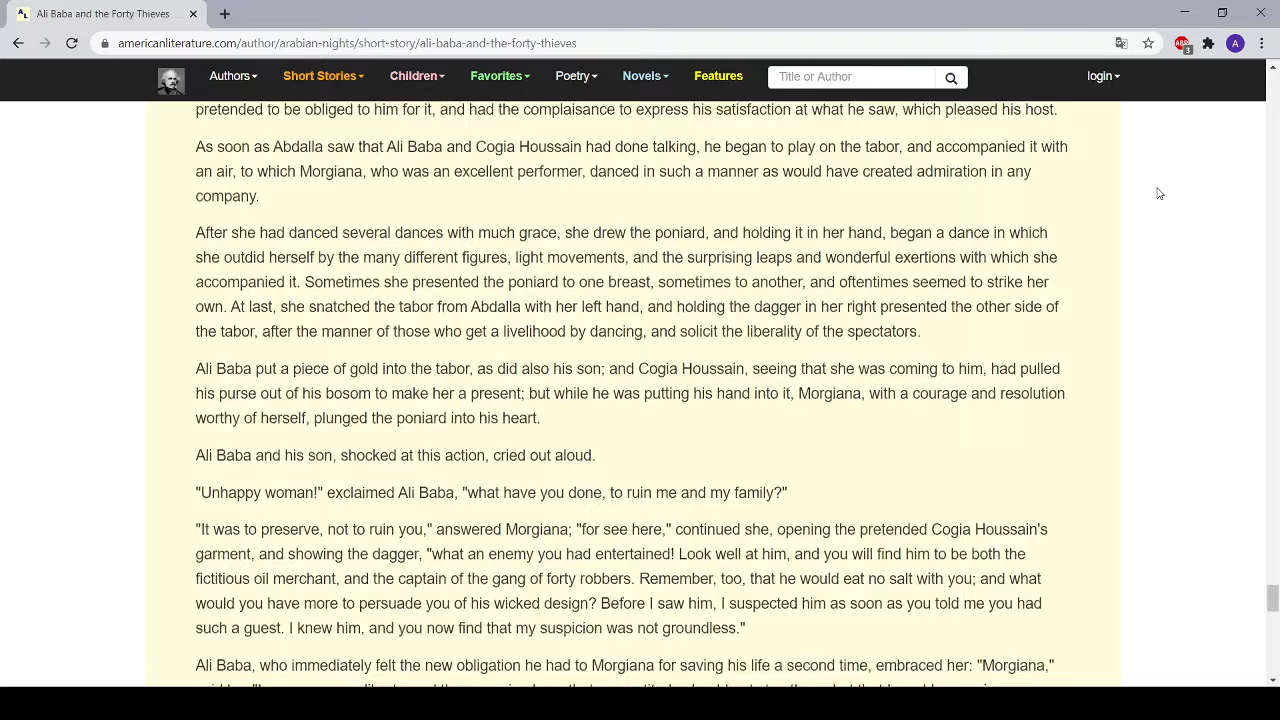 Ali Baba and the Forty Thieves
americanliterature.com/author/arabian-nights/short-story/ali-baba-and-the-forty-thieves
ABP
3
A
Authors Short Stories Children Favorites Poetry Novels Features Title or Author login
pretended to be obliged to him for it, and had the complaisance to express his satisfaction at what he saw, which pleased his host.
As soon as Abdalla saw that Ali Baba and Cogia Houssain had done talking, he began to play on the tabor, and accompanied it with
an air, to which Morgiana, who was an excellent performer, danced in such a manner as would have created admiration in any
company.
After she had danced several dances with much grace, she drew the poniard, and holding it in her hand, began a dance in which
she outdid herself by the many different figures, light movements, and the surprising leaps and wonderful exertions with which she
accompanied it. Sometimes she presented the poniard to one breast, sometimes to another, and oftentimes seemed to strike her
own. At last, she snatched the tabor from Abdalla with her left hand, and holding the dagger in her right presented the other side of
the tabor, after the manner of those who get a livelihood by dancing, and solicit the liberality of the spectators.
Ali Baba put a piece of gold into the tabor, as did also his son; and Cogia Houssain, seeing that she was coming to him, had pulled
his purse out of his bosom to make her a present; but while he was putting his hand into it, Morgiana, with a courage and resolution
worthy of herself, plunged the poniard into his heart.
Ali Baba and his son, shocked at this action, cried out aloud.
"Unhappy woman!" exclaimed Ali Baba, "what have you done, to ruin me and my family?"
"It was to preserve, not to ruin you," answered Morgiana; "for see here," continued she, opening the pretended Cogia Houssain's
garment, and showing the dagger, "what an enemy you had entertained! Look well at him, and you will find him to be both the
fictitious oil merchant, and the captain of the gang of forty robbers. Remember, too, that he would eat no salt with you; and what
would you have more to persuade you of his wicked design? Before I saw him, I suspected him as soon as you told me you had
such a guest. I knew him, and you now find that my suspicion was not groundless."
Ali Baba, who immediately felt the new obligation he had to Morgiana for saving his life a second time, embraced her: "Morgiana,"